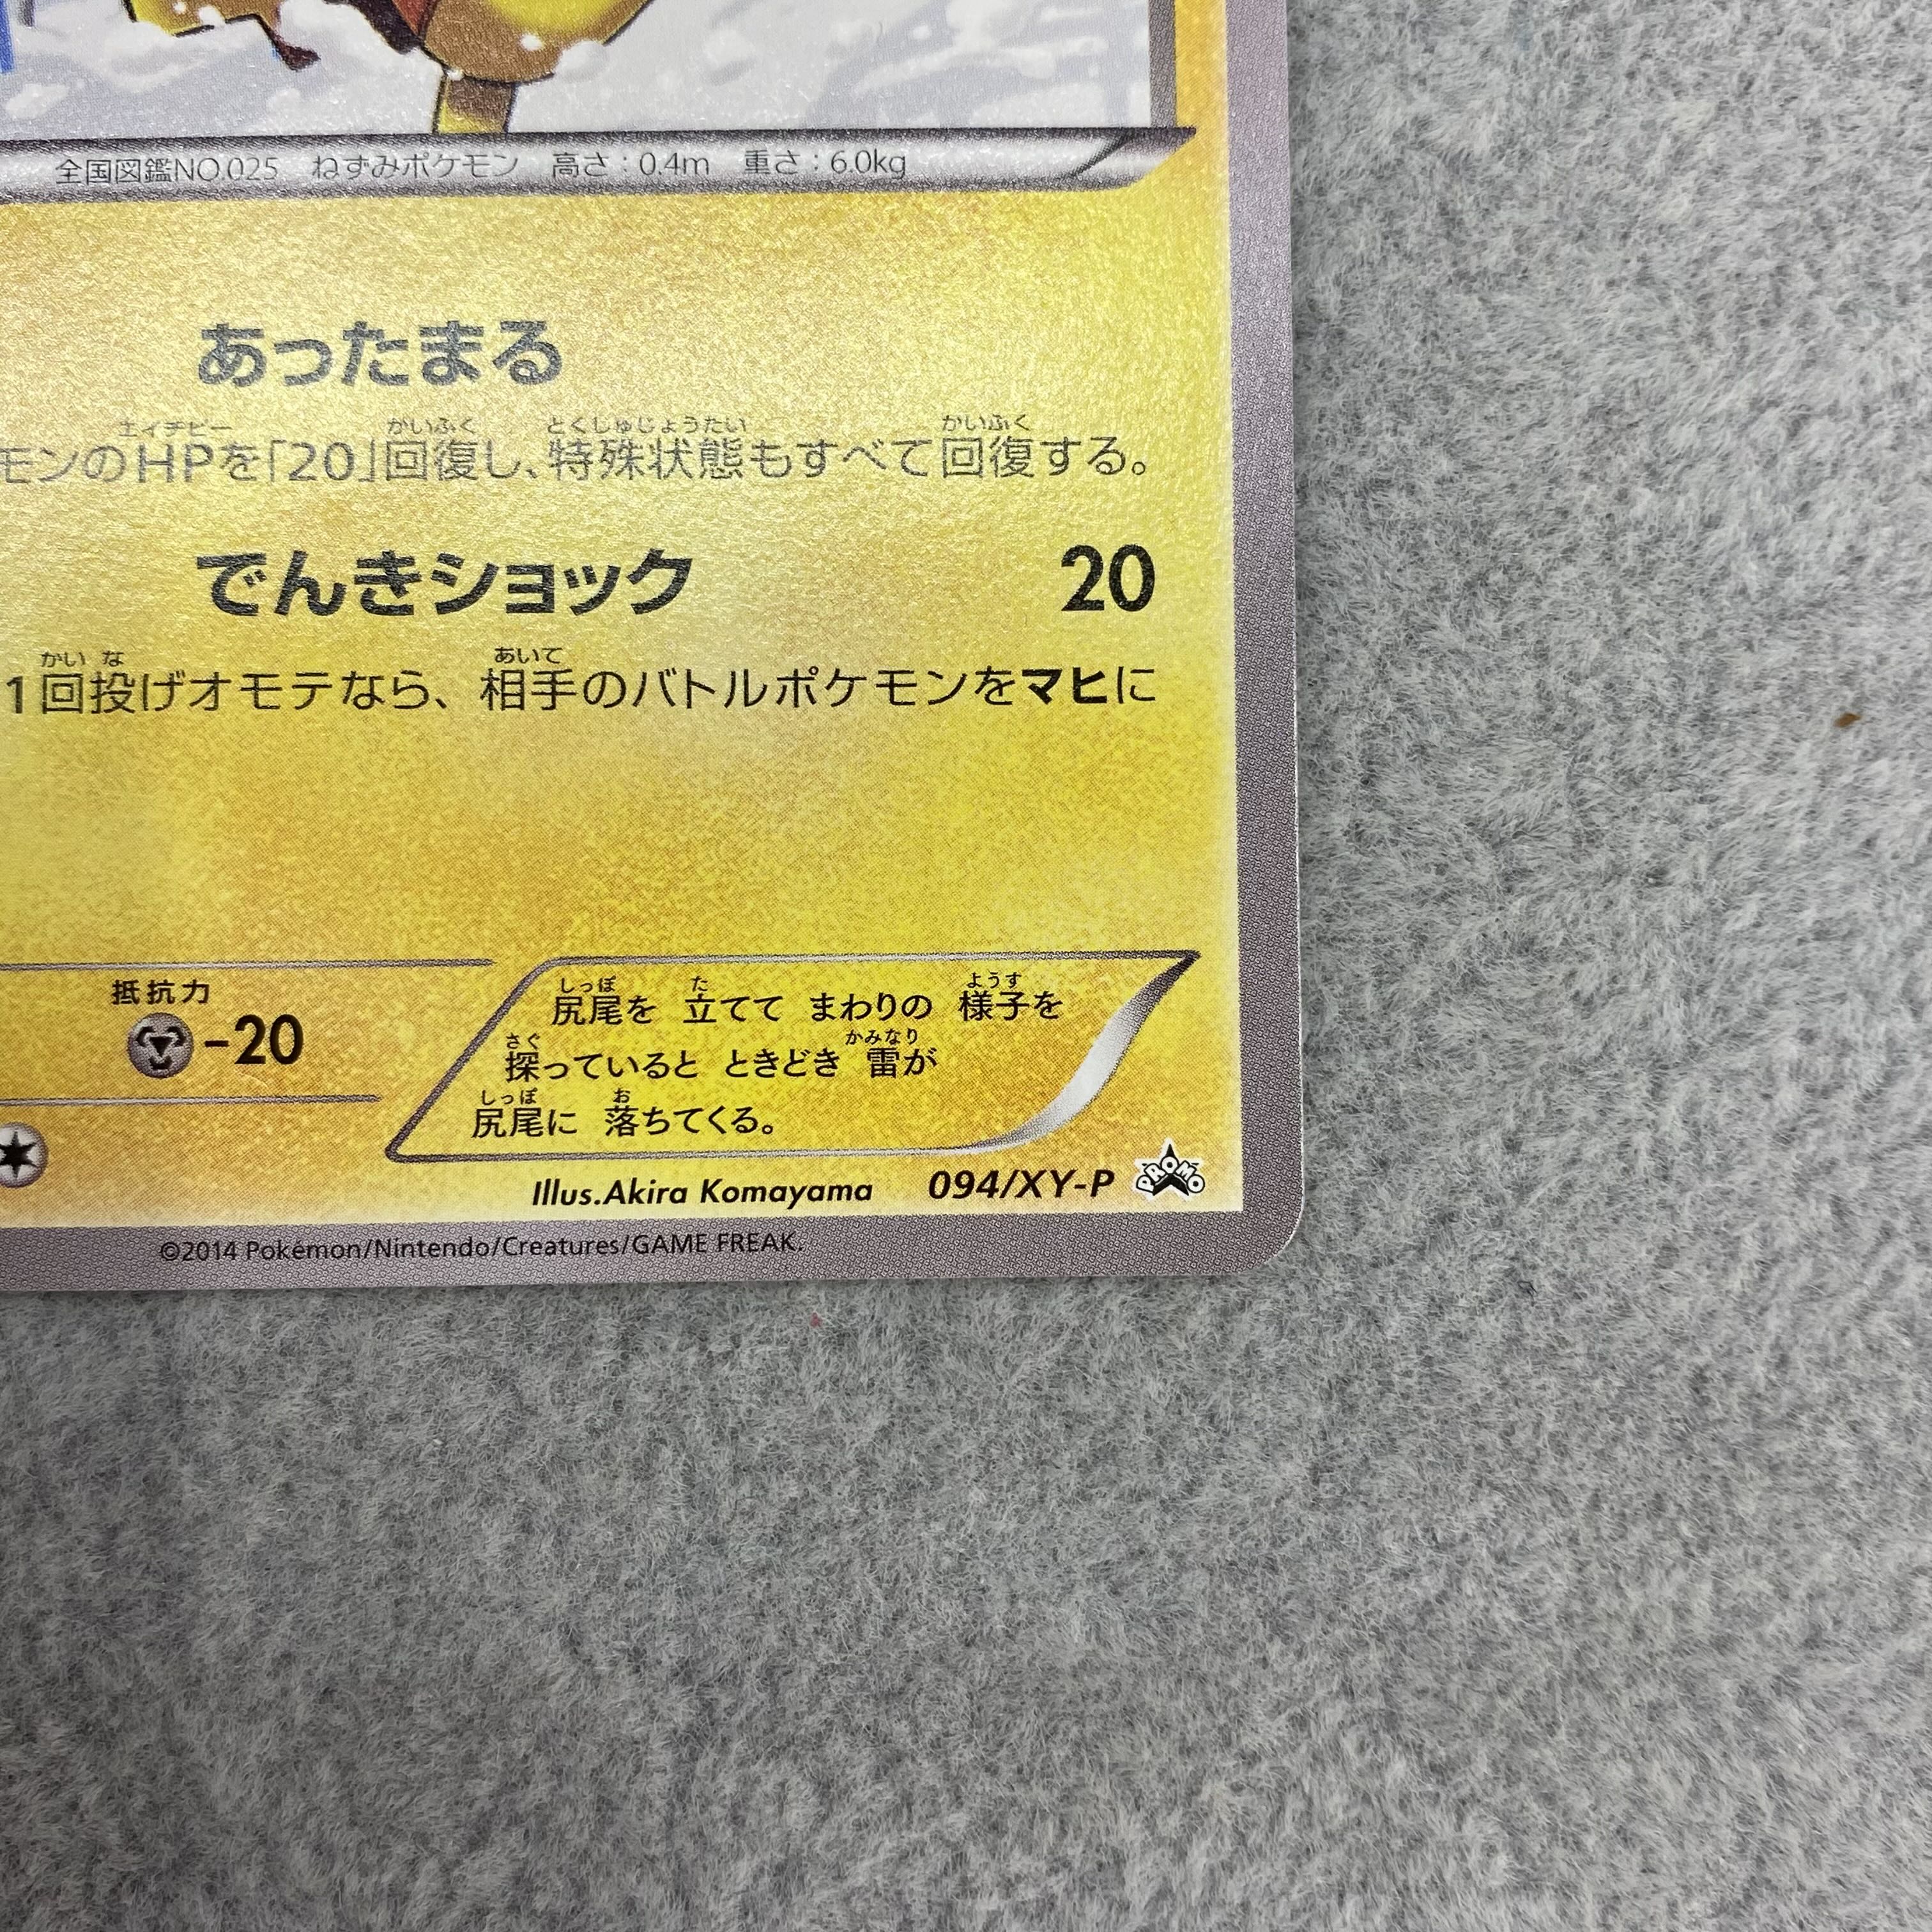 全国図鑑NO.025 ねずみポケモン 高さ:0.4m 重さ:6.0kg
あったまる
エイチピー かいふく とくしゅじょうたい かいふく
モンのHPを「20」回復し、特殊状態もすべて回復する。
でんきショック 20
かい な あいて
1回投げオモテなら、相手のバトルポケモンをマヒに
抵抗力
-20
しっぽ た ようす
尻尾を 立てて まわりの 様子を
さぐ かみなり
探っていると ときどき 雷が
しっぽ お
尻尾に 落ちてくる。
Illus.Akira Komayama 094/XY-P PROMO
©2014 Pokémon/Nintendo/Creatures/GAME FREAK.